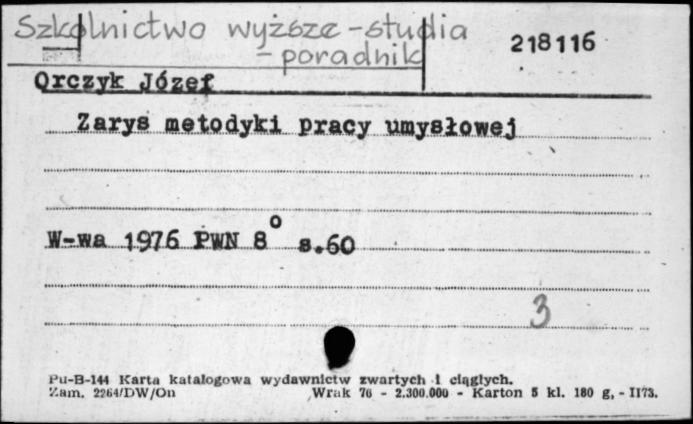 Szkolnictwo wyższe - studia
- poradnik
218116
Orczyk Józef
Zarys metodyki pracy umysłowej
W-wa 1976 PWN 8° s.60
3
Pu-B-144 Karta katalogowa wydawnictw zwartych i ciągłych.
Zam. 2264/DW/On Wrak 76 - 2.300.000 - Karton 5 kl. 180 g. - II73.